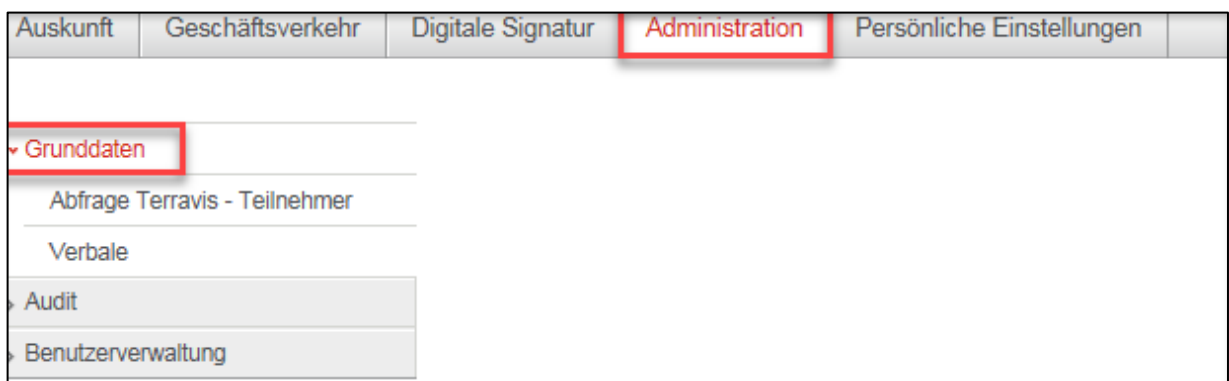 Auskunft Geschäftsverkehr Digitale Signatur Administration Persönliche Einstellungen
Grunddaten
Abfrage Terravis - Teilnehmer
Verbale
Audit
Benutzerverwaltung